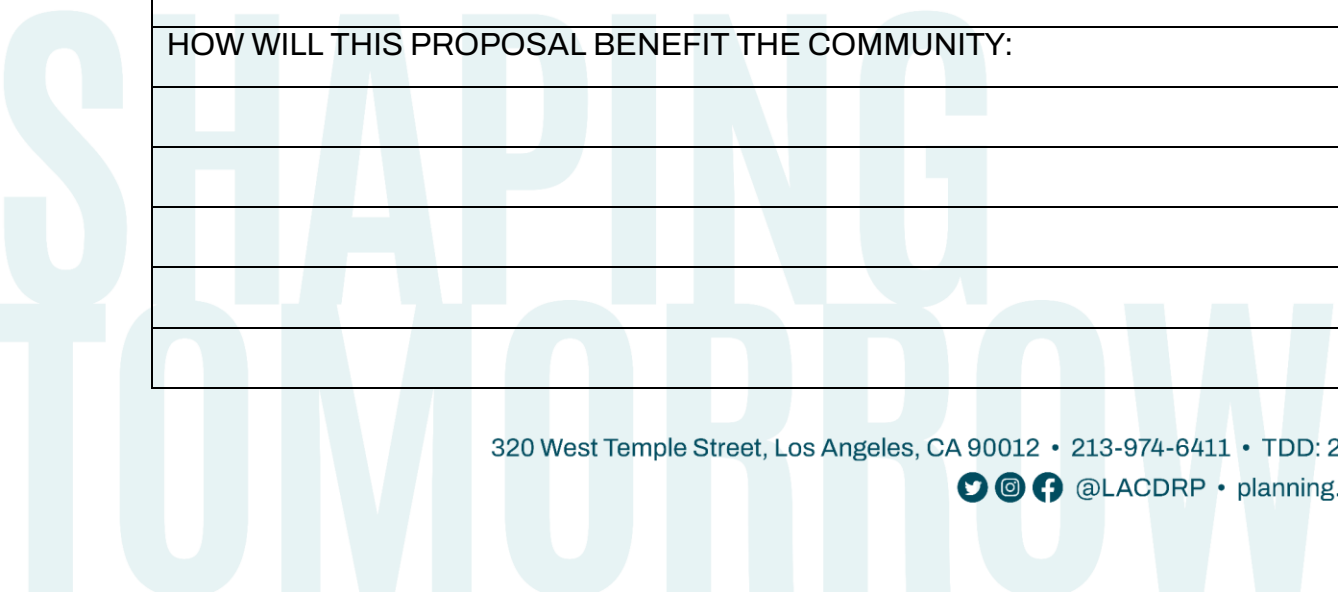 SHAPING
TOMORROW
HOW WILL THIS PROPOSAL BENEFIT THE COMMUNITY:
320 West Temple Street, Los Angeles, CA 90012 • 213-974-6411 • TDD: 2
@LACDRP • planning.